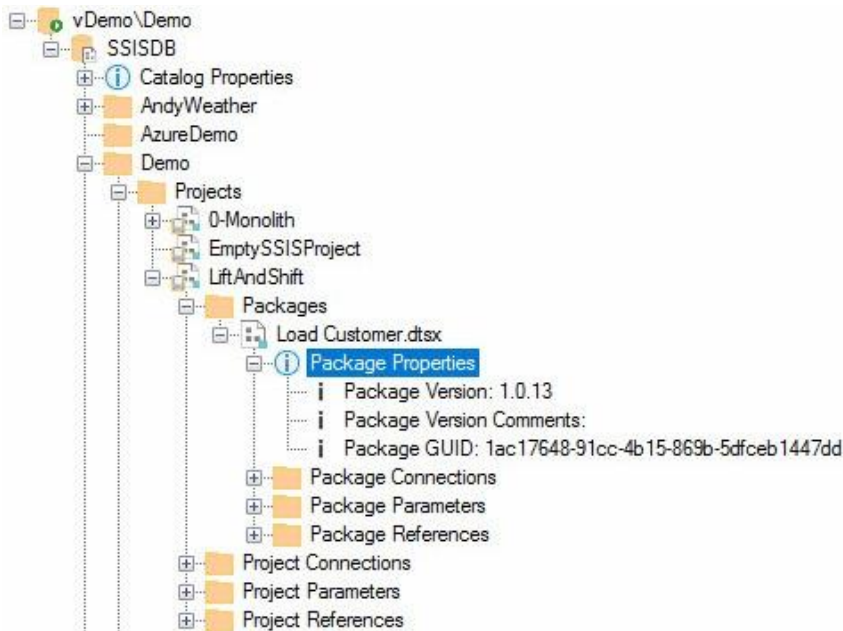 vDemo\Demo
SSISDB
Catalog Properties
AndyWeather
AzureDemo
Demo
Projects
0-Monolith
EmptySSISProject
LiftAndShift
Packages
Load Customer.dtsx
Package Properties
Package Version: 1.0.13
Package Version Comments:
Package GUID: 1ac17648-91cc-4b15-869b-5dfceb1447dd
Package Connections
Package Parameters
Package References
Project Connections
Project Parameters
Project References